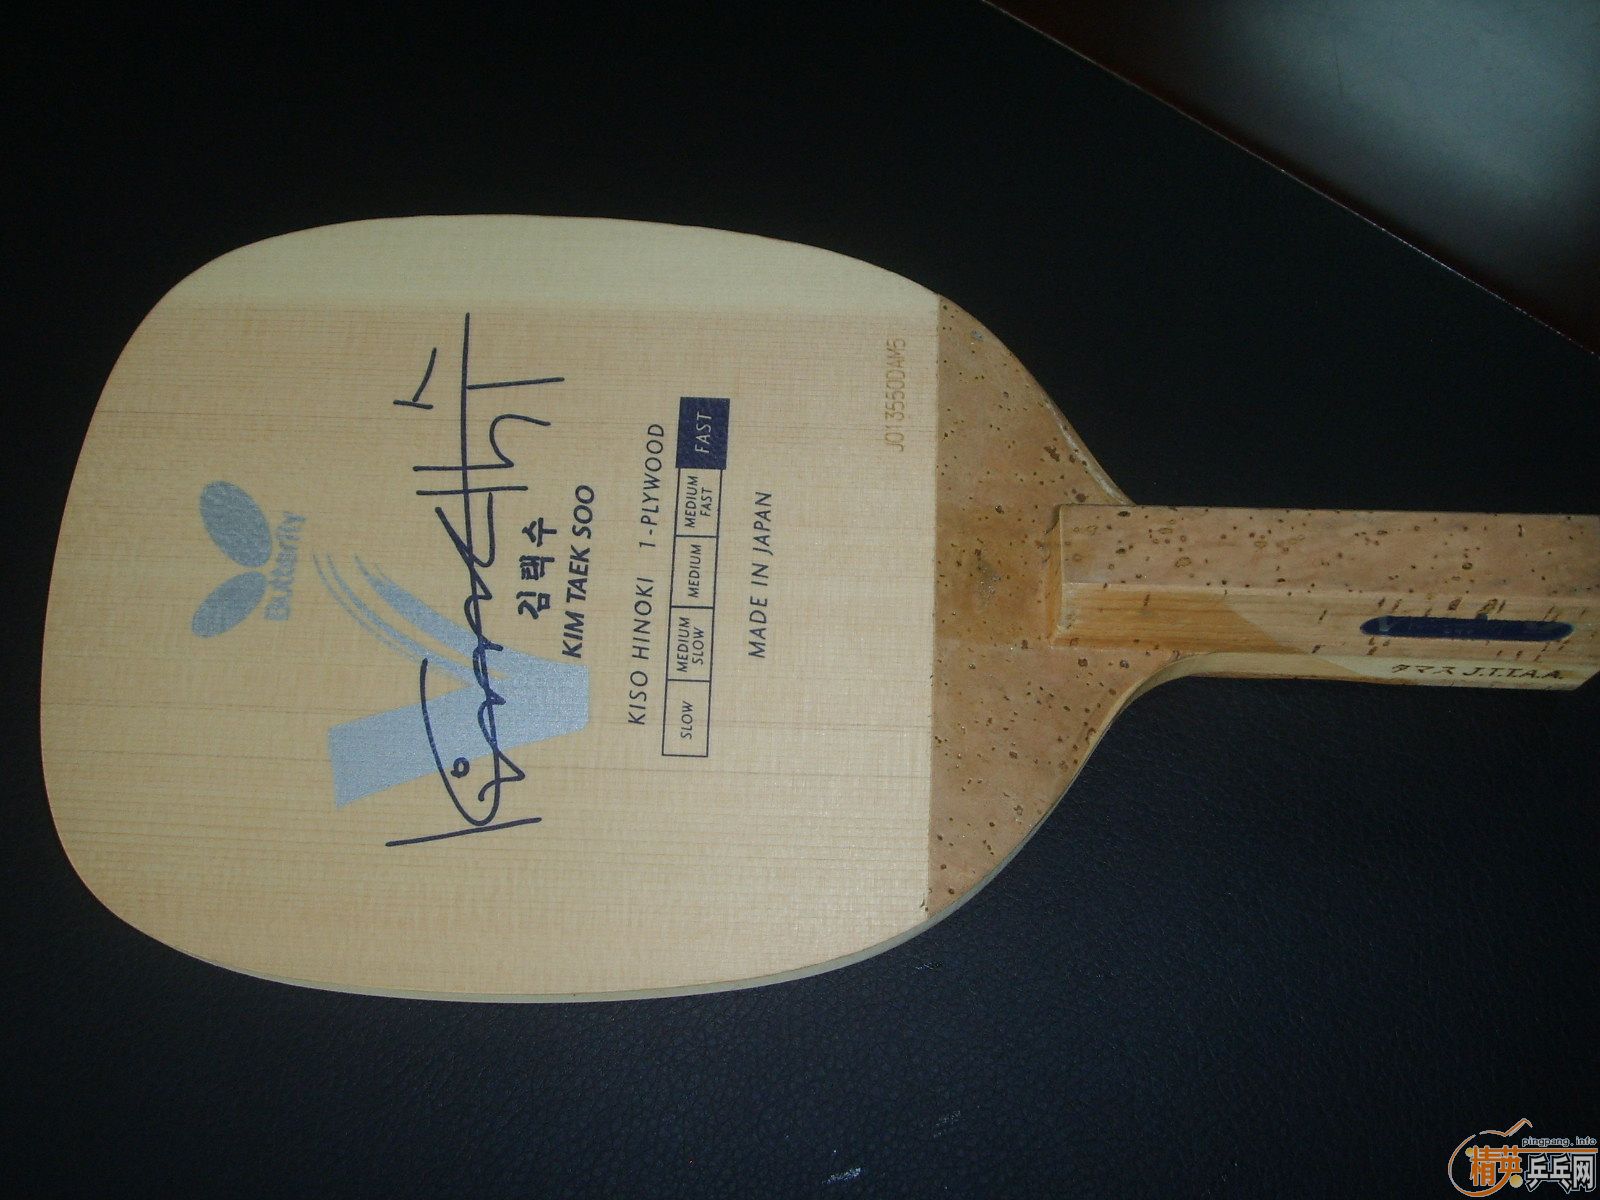 Butterfly
김택수
KIM TAEK SOO
KISO HINOKI 1-PLYWOOD
SLOW MEDIUM SLOW MEDIUM MEDIUM FAST FAST
MADE IN JAPAN
J013550DAM5
タマス J.T.T.A.A.
pingpang.info
精英乒乓网